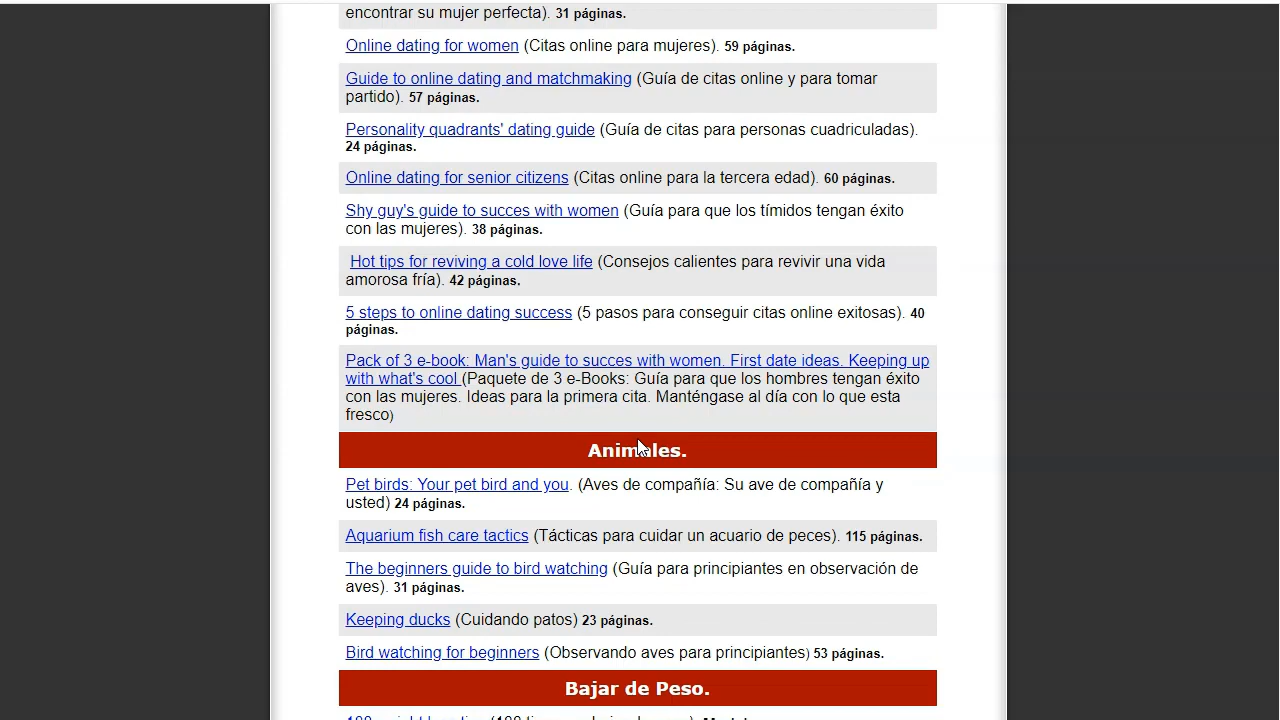 encontrar su mujer perfecta). 31 páginas.
Online dating for women (Citas online para mujeres). 59 páginas.
Guide to online dating and matchmaking (Guía de citas online y para tomar
partido). 57 páginas.
Personality quadrants' dating guide (Guía de citas para personas cuadriculadas).
24 páginas.
Online dating for senior citizens (Citas online para la tercera edad). 60 páginas.
Shy guy's guide to succes with women (Guía para que los tímidos tengan éxito
con las mujeres). 38 páginas.
Hot tips for reviving a cold love life (Consejos calientes para revivir una vida
amorosa fría). 42 páginas.
5 steps to online dating success (5 pasos para conseguir citas online exitosas). 40
páginas.
Pack of 3 e-book: Man's guide to succes with women. First date ideas. Keeping up
with what's cool (Paquete de 3 e-Books: Guía para que los hombres tengan éxito
con las mujeres. Ideas para la primera cita. Manténgase al día con lo que esta
fresco)
Animales.
Pet birds: Your pet bird and you. (Aves de compañía: Su ave de compañía y
usted) 24 páginas.
Aquarium fish care tactics (Tácticas para cuidar un acuario de peces). 115 páginas.
The beginners guide to bird watching (Guía para principiantes en observación de
aves). 31 páginas.
Keeping ducks (Cuidando patos) 23 páginas.
Bird watching for beginners (Observando aves para principiantes) 53 páginas.
Bajar de Peso.